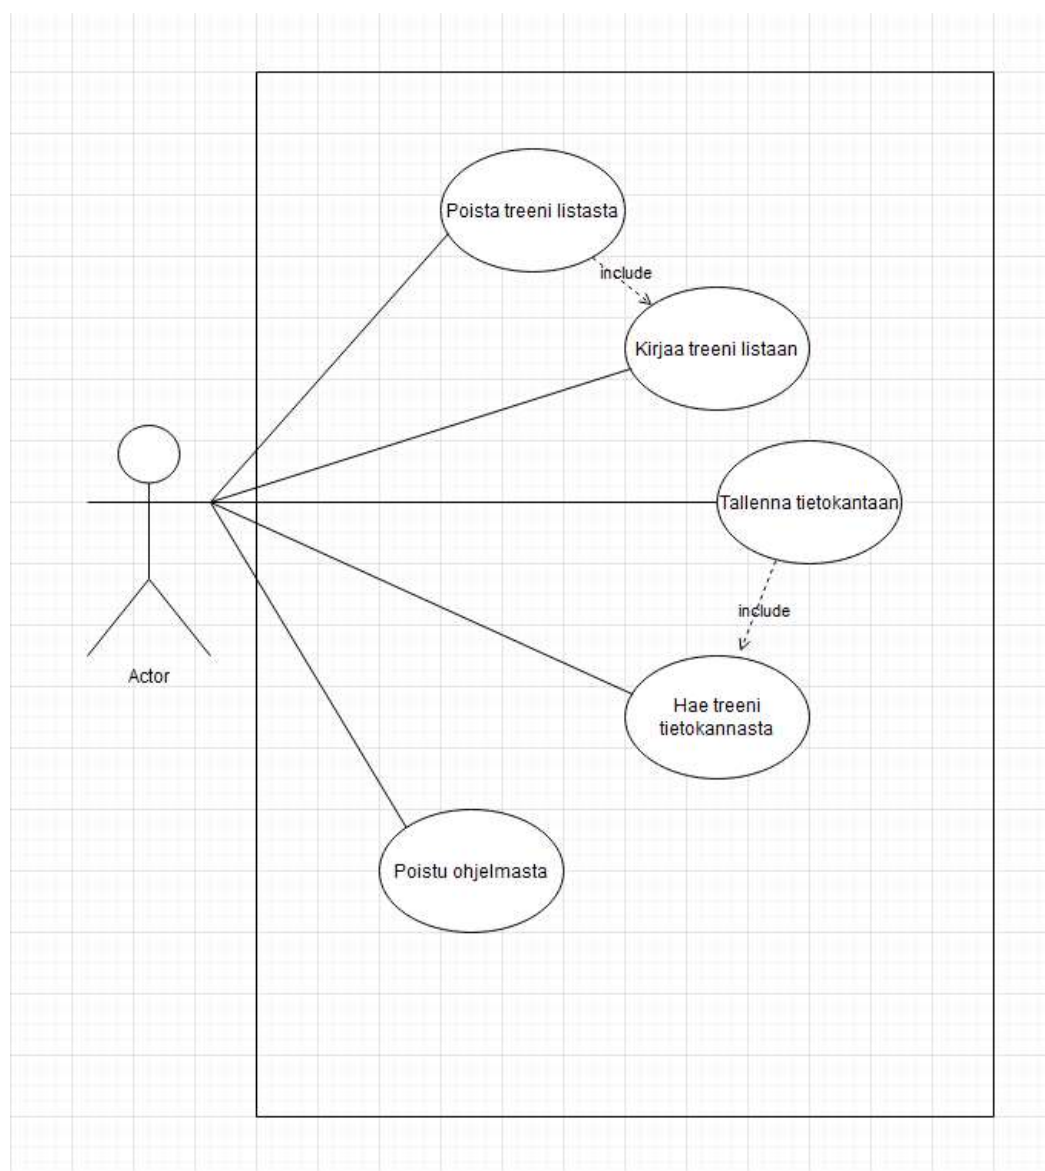 Poista treeni listasta
include
Kirjaa treeni listaan
Tallenna tietokantaan
include
Actor
Hae treeni
tietokannasta
Poistu ohjelmasta